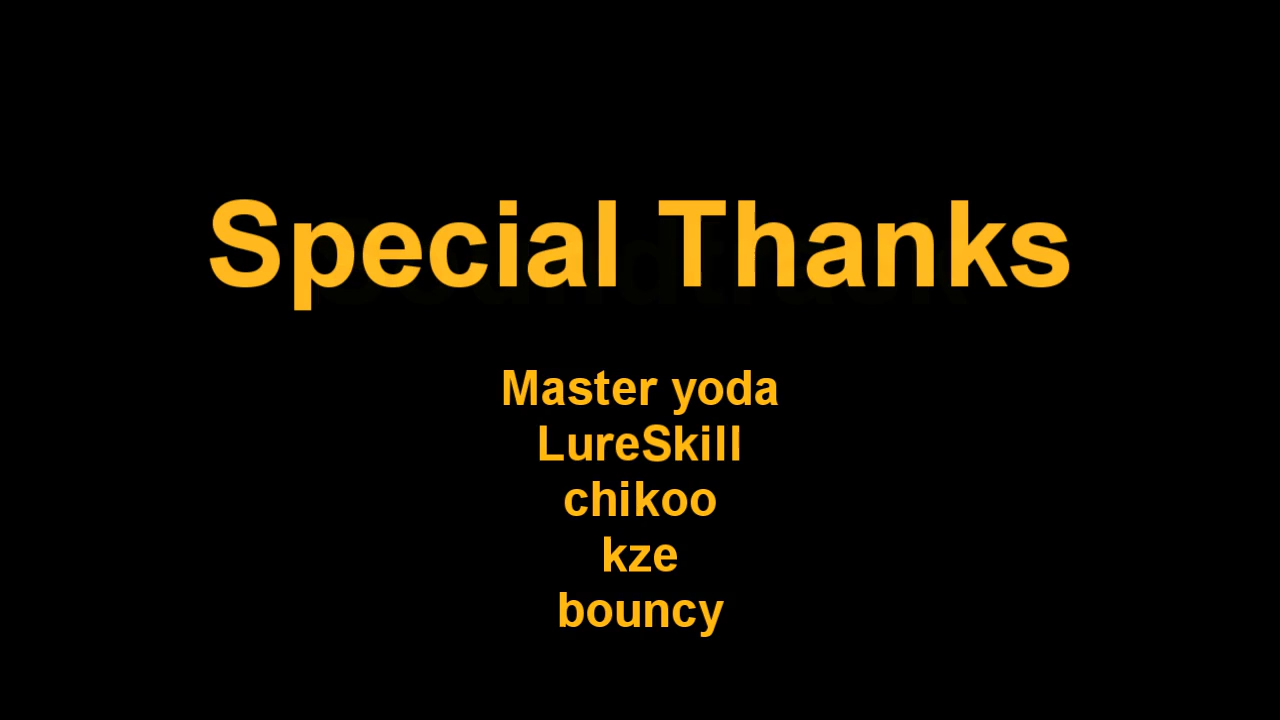 Special Thanks
Master yoda
LureSkill
chikoo
kze
bouncy